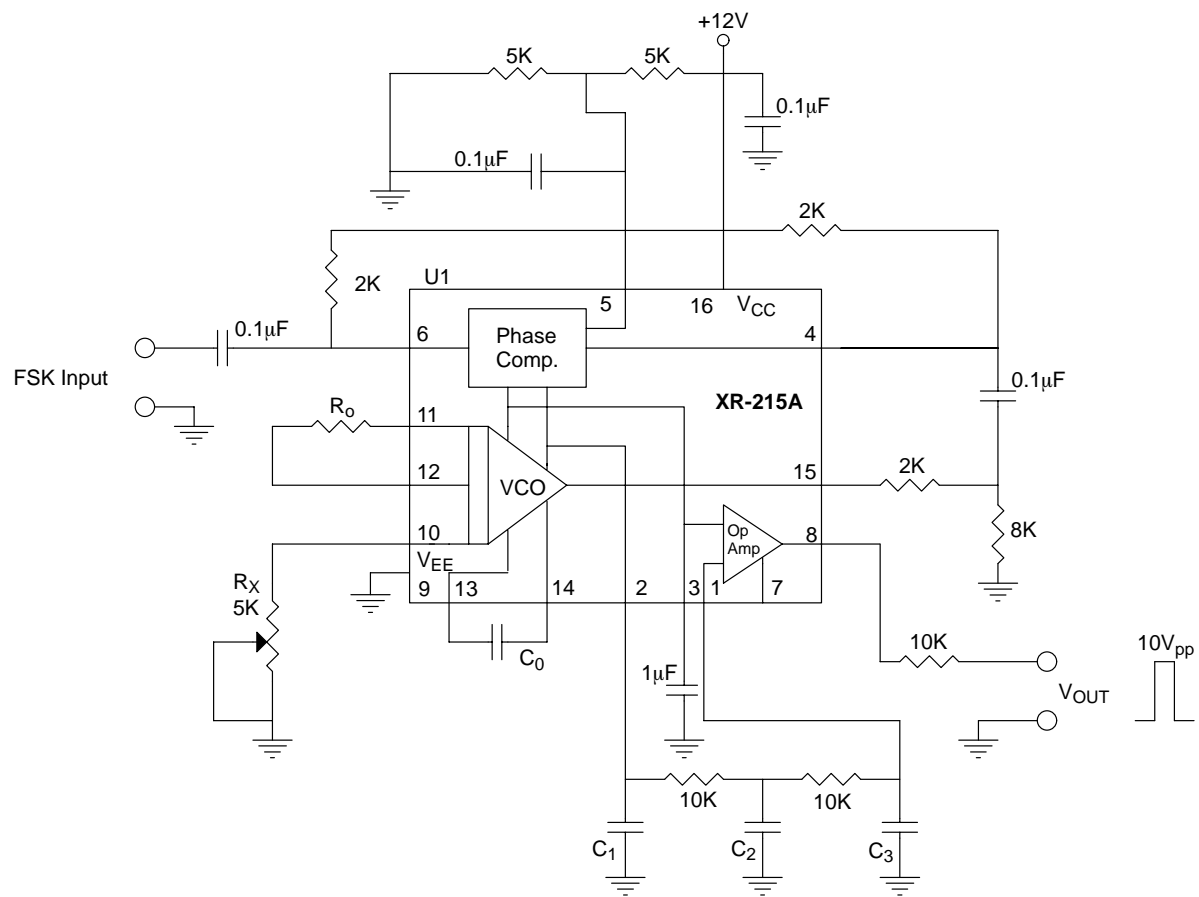 +12V
5K
5K
0.1μF
0.1μF
2K
2K
U1
5
16
VCC
0.1μF
6
Phase
Comp.
4
FSK Input
0.1μF
XR-215A
Ro
11
12
VCO
15
2K
10
Op
Amp
8
8K
VEE
RX
5K
9
13
14
2
3
1
7
C0
10K
10Vpp
1μF
VOUT
10K
10K
C1
C2
C3